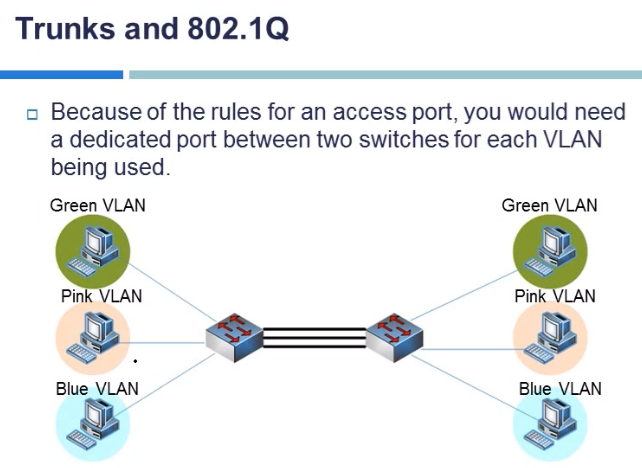 Trunks and 802.1Q
Because of the rules for an access port, you would need
a dedicated port between two switches for each VLAN
being used.
Green VLAN
Green VLAN
Pink VLAN
Pink VLAN
Blue VLAN
Blue VLAN